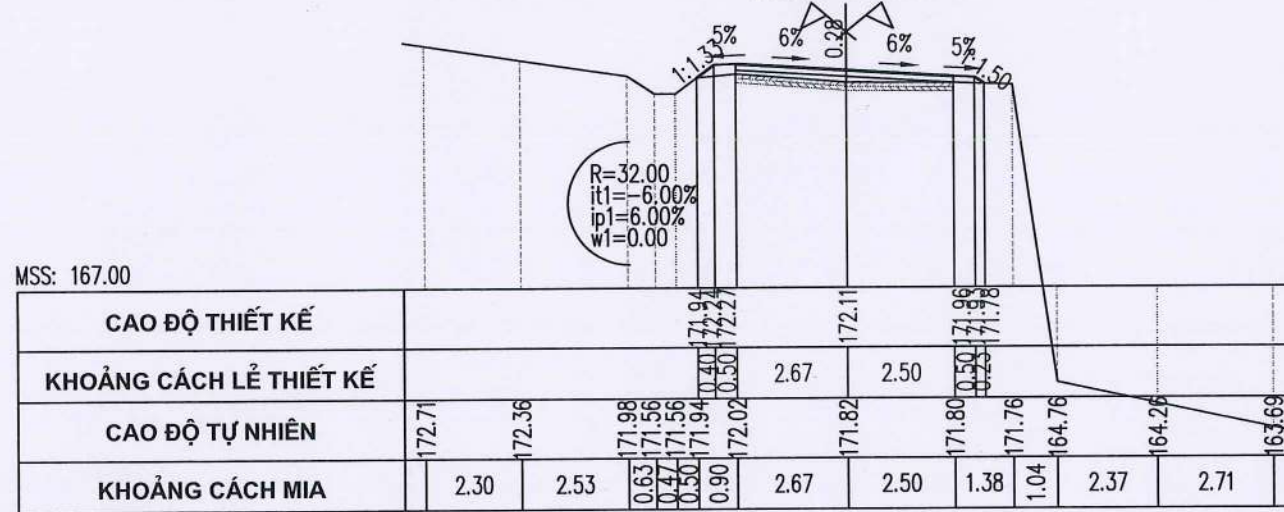 0.28
5% 6% 6% 5%
1:1.33 1:1.50
R=32.00
it1=-6.00%
ip1=6.00%
w1=0.00
MSS: 167.00
CAO ĐỘ THIẾT KẾ 171.94 172.24 172.27 172.11 171.96 171.93 171.78
KHOẢNG CÁCH LẺ THIẾT KẾ 0.40 0.50 2.67 2.50 0.50 0.23
CAO ĐỘ TỰ NHIÊN 172.71 172.36 171.98 171.56 171.56 171.94 172.02 171.82 171.80 171.76 164.76 164.26 163.69
KHOẢNG CÁCH MIA 2.30 2.53 0.63 0.47 0.50 0.90 2.67 2.50 1.38 1.04 2.37 2.71